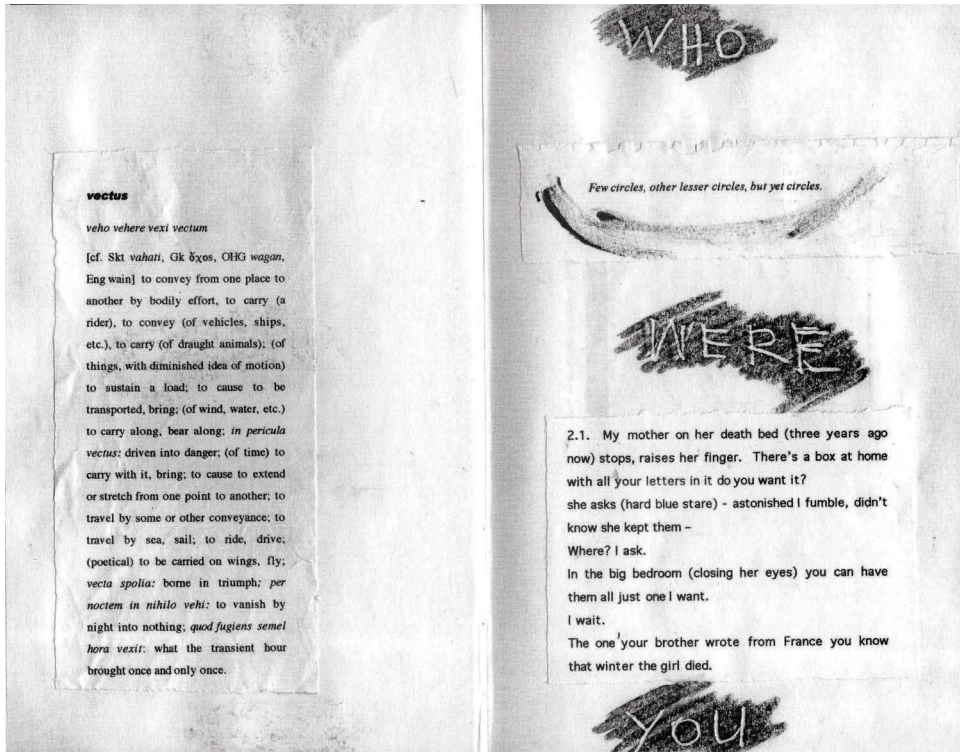 vectus
veho vehere vexi vectum
[cf. Skt vahati, Gk ὄχος, OHG wagan,
Eng wain] to convey from one place to
another by bodily effort, to carry (a
rider), to convey (of vehicles, ships,
etc.), to carry (of draught animals); (of
things, with diminished idea of motion)
to sustain a load; to cause to be
transported, bring; (of wind, water, etc.)
to carry along, bear along; in pericula
vectus: driven into danger; (of time) to
carry with it, bring; to cause to extend
or stretch from one point to another; to
travel by some or other conveyance; to
travel by sea, sail; to ride, drive;
(poetical) to be carried on wings, fly;
vecta spolia: borne in triumph; per
noctem in nihilo vehi: to vanish by
night into nothing; quod fugiens semel
hora vexit: what the transient hour
brought once and only once.
WHO
Few circles, other lesser circles, but yet circles.
WERE
2.1. My mother on her death bed (three years ago
now) stops, raises her finger. There's a box at home
with all your letters in it do you want it?
she asks (hard blue stare) - astonished I fumble, didn't
know she kept them –
Where? I ask.
In the big bedroom (closing her eyes) you can have
them all just one I want.
I wait.
The one your brother wrote from France you know
that winter the girl died.
YOU